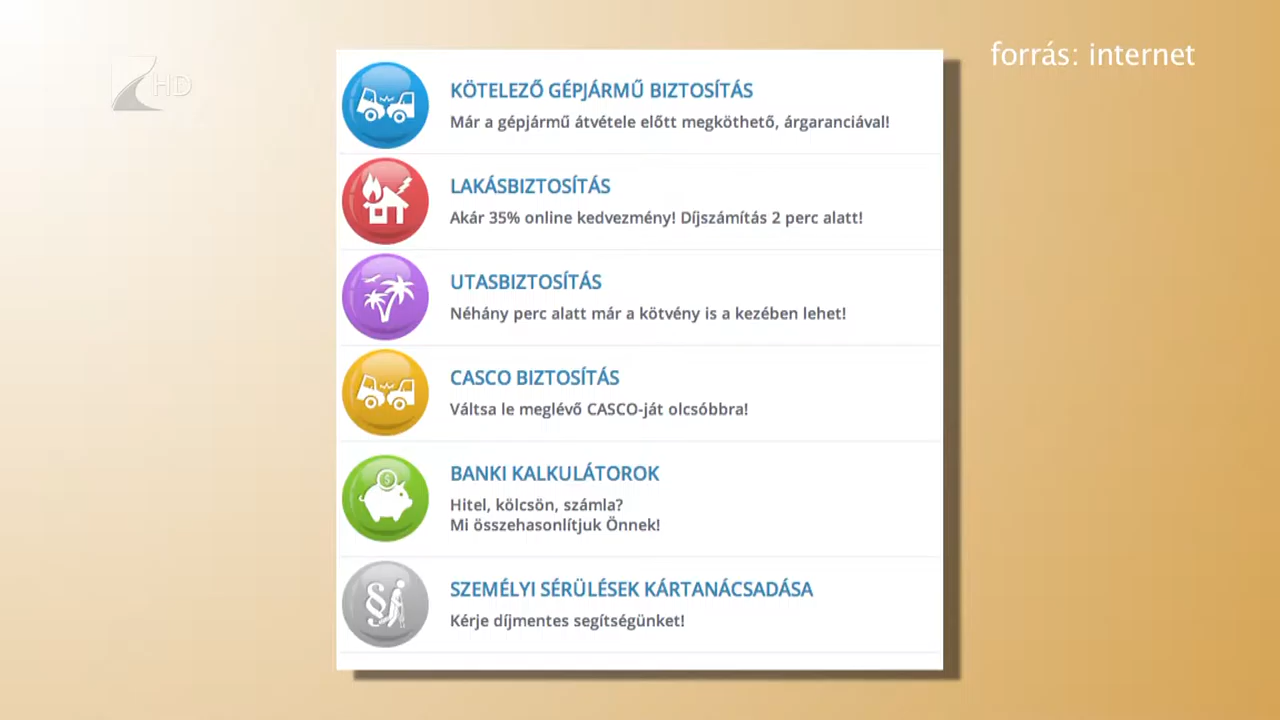 forrás: internet
HD
KÖTELEZŐ GÉPJÁRMŰ BIZTOSÍTÁS
Már a gépjármű átvétele előtt megköthető, árgaranciával!
LAKÁSBIZTOSÍTÁS
Akár 35% online kedvezmény! Díjszámítás 2 perc alatt!
UTASBIZTOSÍTÁS
Néhány perc alatt már a kötvény is a kezében lehet!
CASCO BIZTOSÍTÁS
Váltsa le meglévő CASCO-ját olcsóbbra!
BANKI KALKULÁTOROK
Hitel, kölcsön, számla?
Mi összehasonlítjuk Önnek!
SZEMÉLYI SÉRÜLÉSEK KÁRTANÁCSADÁSA
Kérje díjmentes segítségünket!